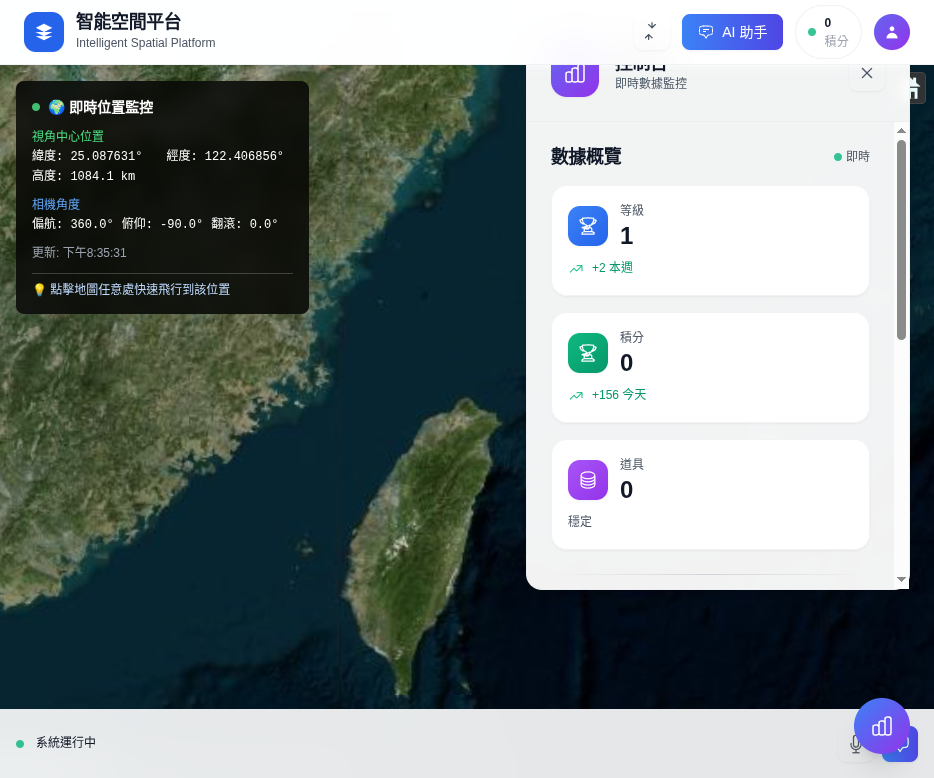 智能空間平台
Intelligent Spatial Platform
AI 助手
0
積分
🌍 即時位置監控
視角中心位置
緯度: 25.087631° 經度: 122.406856°
高度: 1084.1 km
相機角度
偏航: 360.0° 俯仰: -90.0° 翻滾: 0.0°
更新: 下午8:35:31
💡 點擊地圖任意處快速飛行到該位置
控制台
即時數據監控
數據概覽
即時
等級
1
+2 本週
積分
0
+156 今天
道具
0
穩定
系統運行中